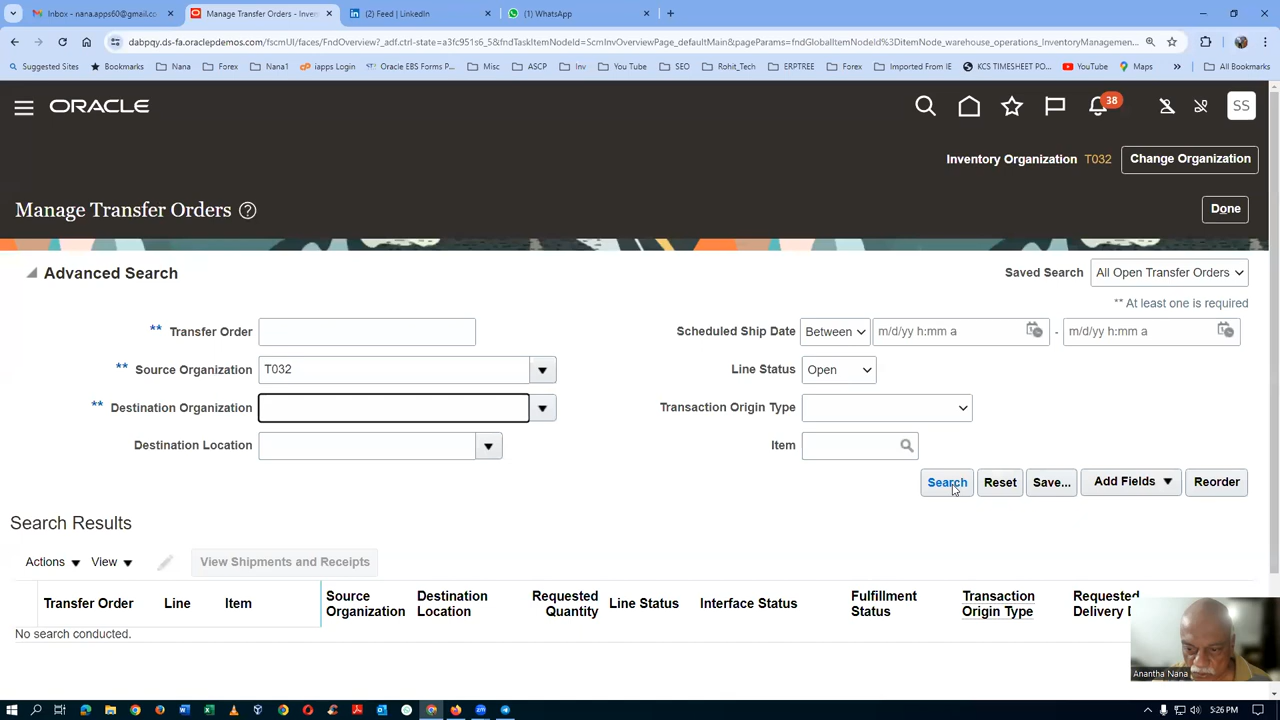 Inbox - nana.apps60@gmail.co
Manage Transfer Orders - Inven
(2) Feed | LinkedIn
(1) WhatsApp
dabpqy.ds-fa.oraclepdemos.com/fscmUI/faces/FndOverview?_adf.ctrl-state=a3fc951s6_5&fndTaskItemNodeId=ScmInvOverviewPage_defaultMain&pageParams=fndGlobalItemNodeId%3DitemNode_warehouse_operations_InventoryManagemen...
Suggested Sites Bookmarks Nana Forex Nana1 iapps Login Oracle EBS Forms P... Misc ASCP Inv You Tube SEO Rohit_Tech ERPTREE Forex Imported From IE KCS TIMESHEET PO... YouTube Maps » All Bookmarks
ORACLE
38
SS
Inventory Organization T032 Change Organization
Manage Transfer Orders ?
Done
Advanced Search
Saved Search All Open Transfer Orders
** At least one is required
** Transfer Order
Scheduled Ship Date Between m/d/yy h:mm a - m/d/yy h:mm a
** Source Organization T032
Line Status Open
** Destination Organization
Transaction Origin Type
Destination Location
Item
Search Reset Save... Add Fields Reorder
Search Results
Actions View View Shipments and Receipts
Transfer Order Line Item Source Organization Destination Location Requested Quantity Line Status Interface Status Fulfillment Status Transaction Origin Type Requested Delivery D
No search conducted.
Anantha Nana
5:26 PM